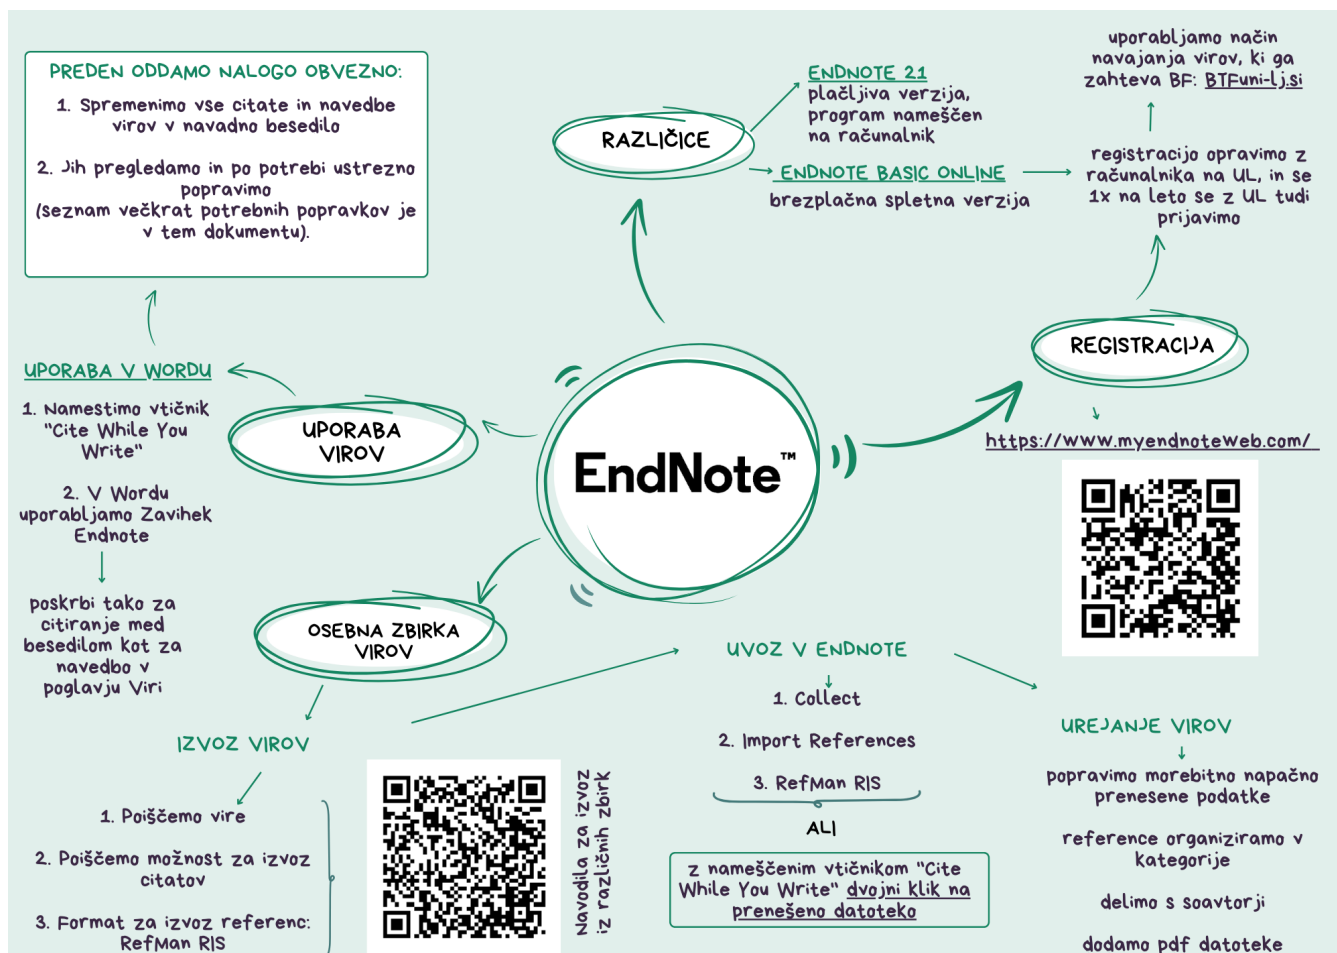 PREDEN ODDAMO NALOGO OBVEZNO:
1. Spremenimo vse citate in navedbe
virov v navadno besedilo
2. Jih pregledamo in po potrebi ustrezno
popravimo
(seznam večkrat potrebnih popravkov je
v tem dokumentu).
RAZLIČICE
ENDNOTE 21
plačljiva verzija,
program nameščen
na računalnik
ENDNOTE BASIC ONLINE
brezplačna spletna verzija
uporabljamo način
navajanja virov, ki ga
zahteva BF: BTFuni-lj.si
registracijo opravimo z
računalnika na UL, in se
1x na leto se z UL tudi
prijavimo
REGISTRACIJA
https://www.myendnoteweb.com/
EndNote™
UPORABA
VIROV
UPORABA V WORDU
1. Namestimo vtičnik
"Cite While You
Write"
2. V Wordu
uporabljamo Zavihek
Endnote
poskrbi tako za
citiranje med
besedilom kot za
navedbo v
poglavju Viri
OSEBNA ZBIRKA
VIROV
IZVOZ VIROV
1. Poiščemo vire
2. Poiščemo možnost za izvoz
citatov
3. Format za izvoz referenc:
RefMan RIS
Navodila za izvoz
iz različnih zbirk
UVOZ V ENDNOTE
1. Collect
2. Import References
3. RefMan RIS
ALI
z nameščenim vtičnikom "Cite
While You Write" dvojni klik na
prenešeno datoteko
UREJANJE VIROV
popravimo morebitno napačno
prenesene podatke
reference organiziramo v
kategorije
delimo s soavtorji
dodamo pdf datoteke